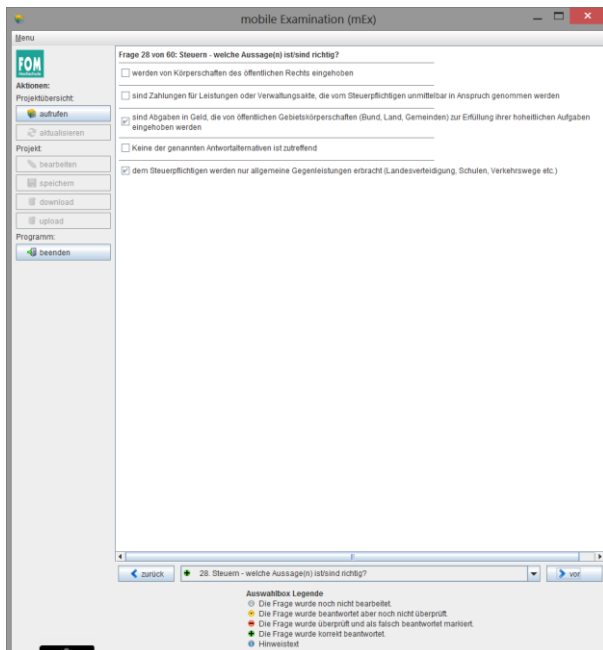 mobile Examination (mEx)
Menu
FOM
Hochschule
Aktionen:
Projektübersicht:
aufrufen
aktualisieren
Projekt:
bearbeiten
speichern
download
upload
Programm:
beenden
Frage 28 von 60: Steuern - welche Aussage(n) ist/sind richtig?
werden von Körperschaften des öffentlichen Rechts eingehoben
sind Zahlungen für Leistungen oder Verwaltungsakte, die vom Steuerpflichtigen unmittelbar in Anspruch genommen werden
sind Abgaben in Geld, die von öffentlichen Gebietskörperschaften (Bund, Land, Gemeinden) zur Erfüllung ihrer hoheitlichen Aufgaben
eingehoben werden
Keine der genannten Antwortalternativen ist zutreffend
dem Steuerpflichtigen werden nur allgemeine Gegenleistungen erbracht (Landesverteidigung, Schulen, Verkehrswege etc.)
zurück
28. Steuern - welche Aussage(n) ist/sind richtig?
vor
Auswahlbox Legende
Die Frage wurde noch nicht bearbeitet.
Die Frage wurde beantwortet aber noch nicht überprüft.
Die Frage wurde überprüft und als falsch beantwortet markiert.
Die Frage wurde korrekt beantwortet.
Hinweistext